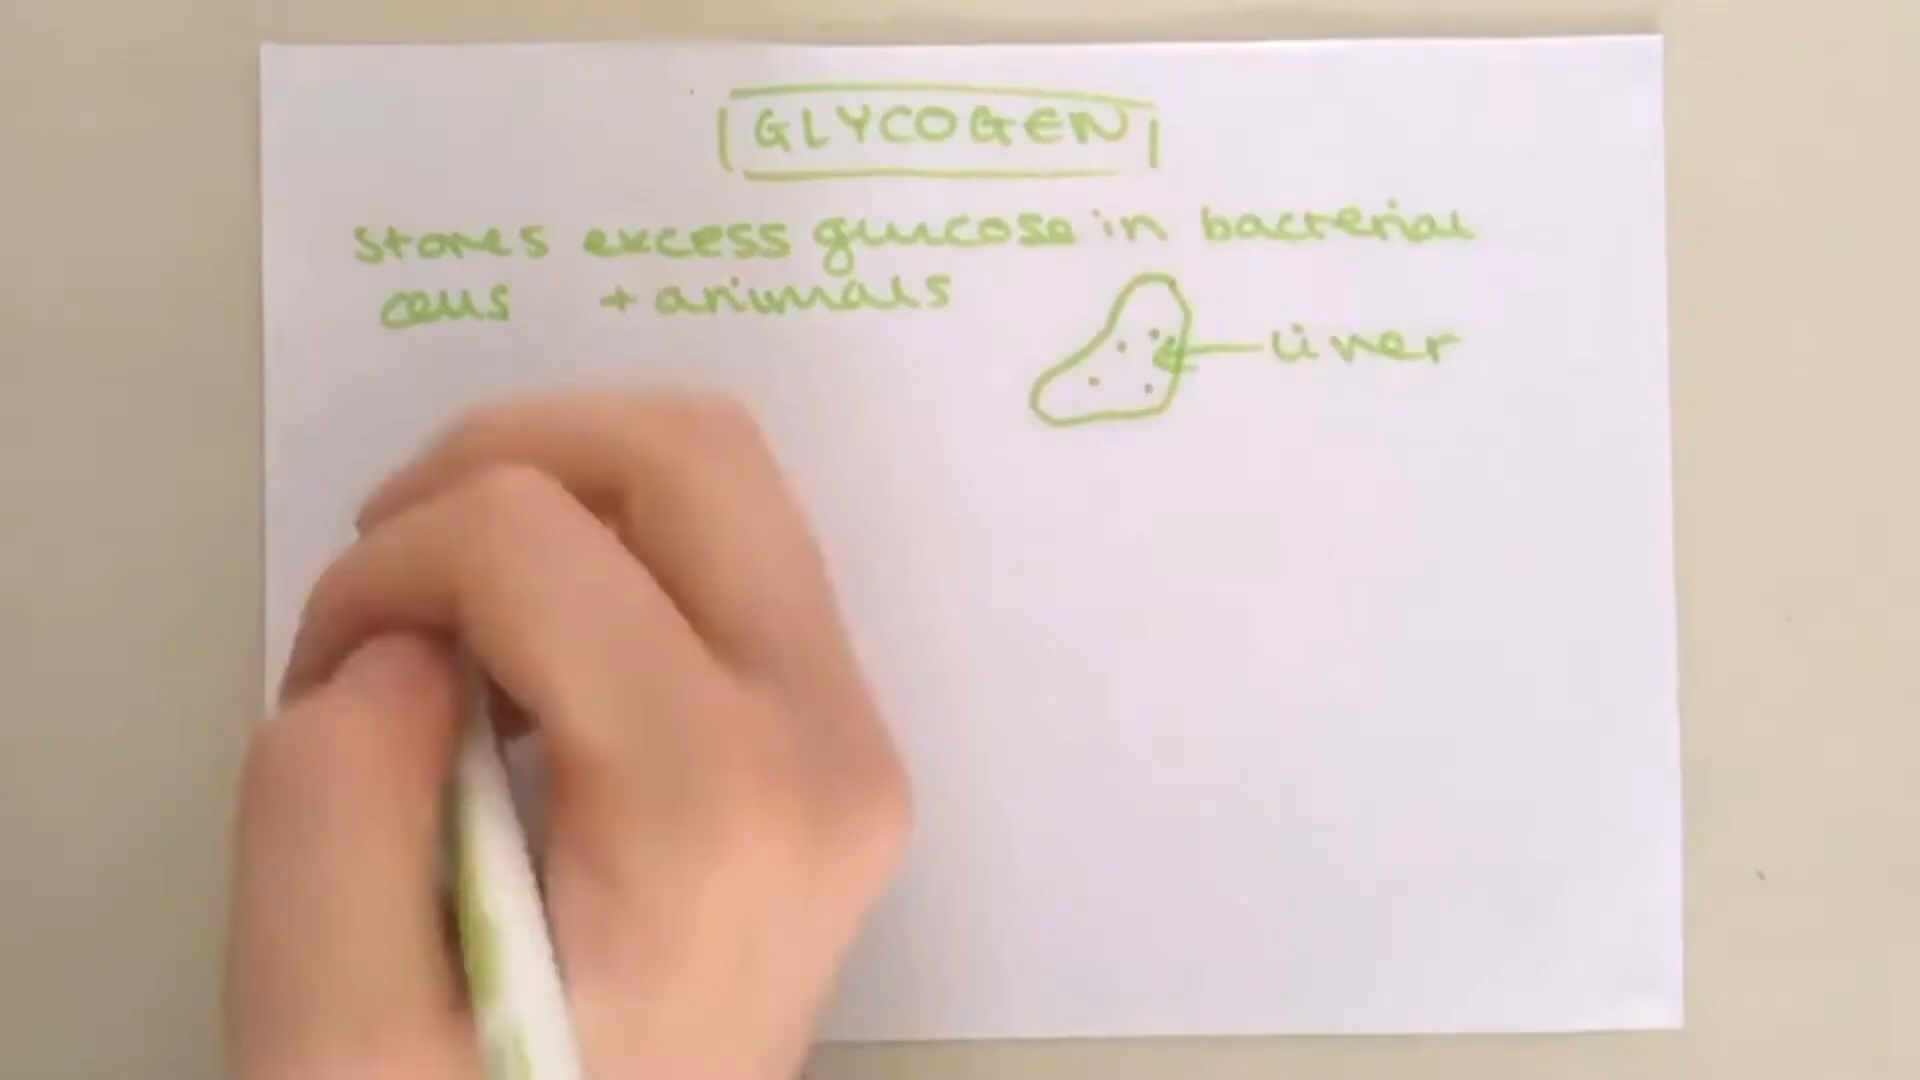 GLYCOGEN
stores excess glucose in bacterial
cells + animals
liver